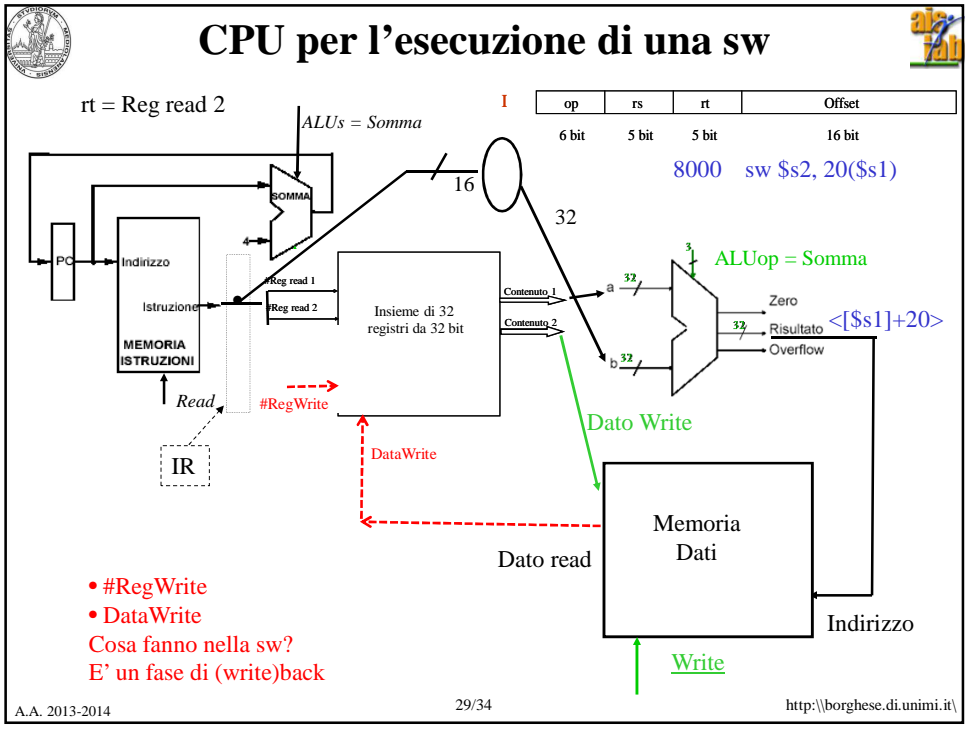 CPU per l'esecuzione di una sw
rt = Reg read 2
I
op rs rt Offset
6 bit 5 bit 5 bit 16 bit
8000 sw $s2, 20($s1)
ALUs = Somma
16
32
SOMMA
4
PC
Indirizzo
Istruzione
MEMORIA
ISTRUZIONI
Read
IR
#Reg read 1
#Reg read 2
Insieme di 32
registri da 32 bit
Contenuto 1
Contenuto 2
#RegWrite
DataWrite
a 32
b 32
3
ALUop = Somma
Zero
32 Risultato
Overflow
<[$s1]+20>
Dato Write
Memoria
Dati
Dato read
Indirizzo
Write
• #RegWrite
• DataWrite
Cosa fanno nella sw?
E' un fase di (write)back
A.A. 2013-2014
29/34
http:\\borghese.di.unimi.it\